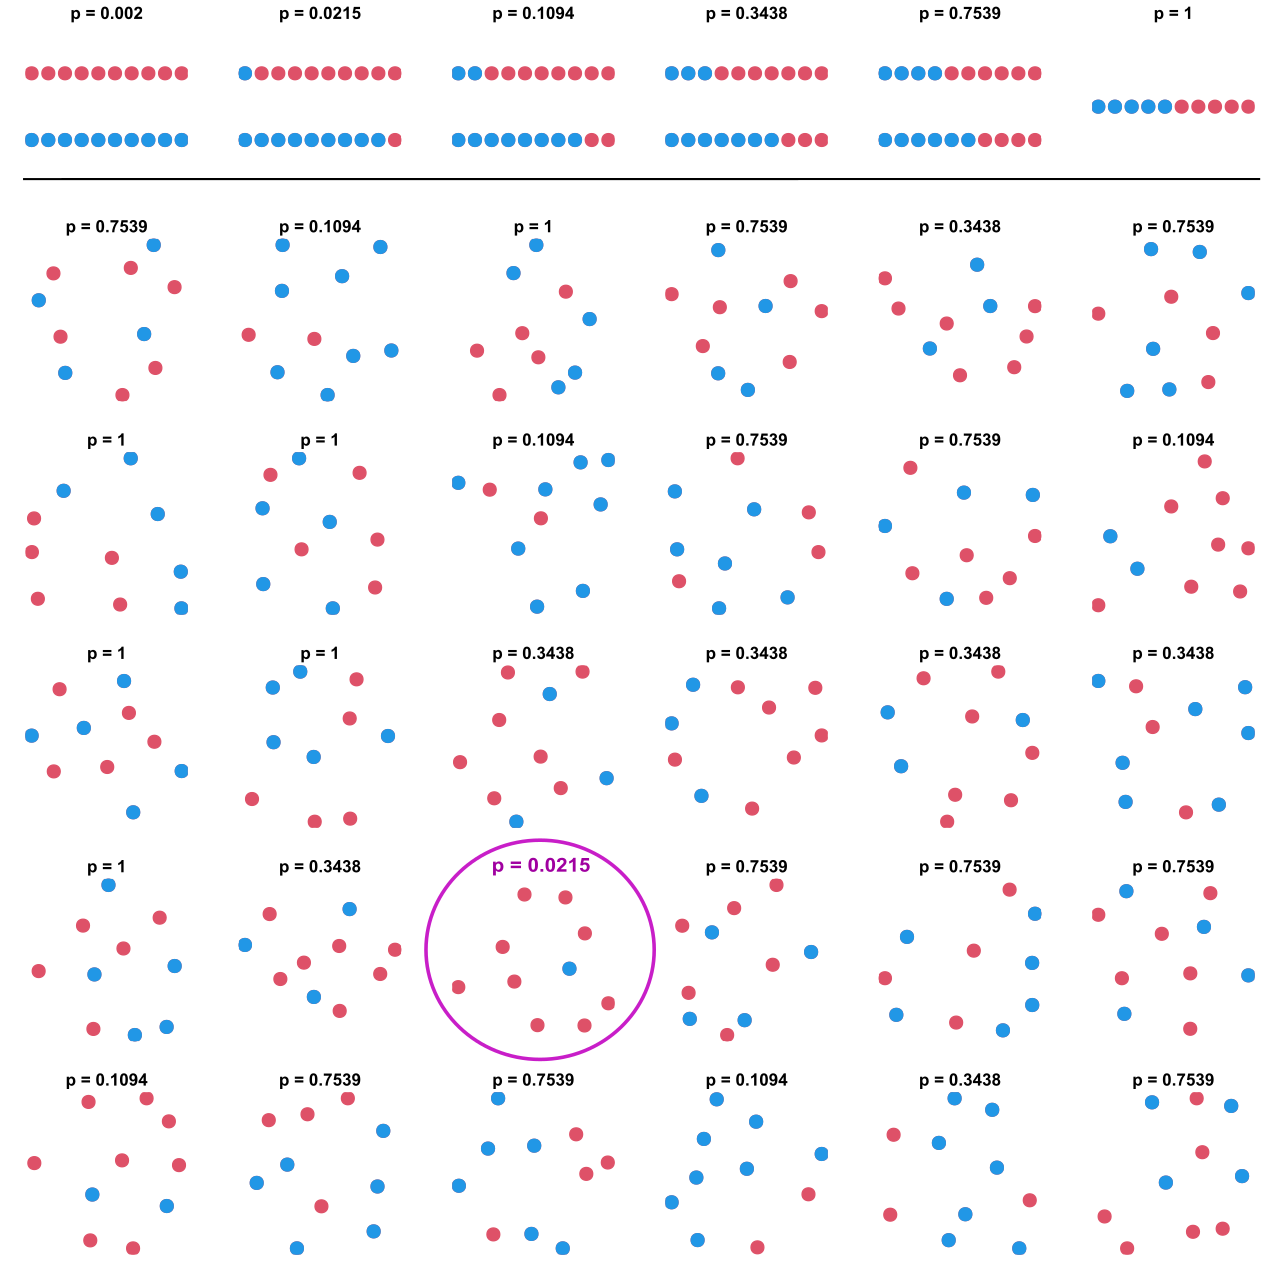 p = 0.002 p = 0.0215 p = 0.1094 p = 0.3438 p = 0.7539 p = 1
p = 0.7539 p = 0.1094 p = 1 p = 0.7539 p = 0.3438 p = 0.7539
p = 1 p = 1 p = 0.1094 p = 0.7539 p = 0.7539 p = 0.1094
p = 1 p = 1 p = 0.3438 p = 0.3438 p = 0.3438 p = 0.3438
p = 1 p = 0.3438 p = 0.0215 p = 0.7539 p = 0.7539 p = 0.7539
p = 0.1094 p = 0.7539 p = 0.7539 p = 0.1094 p = 0.3438 p = 0.7539